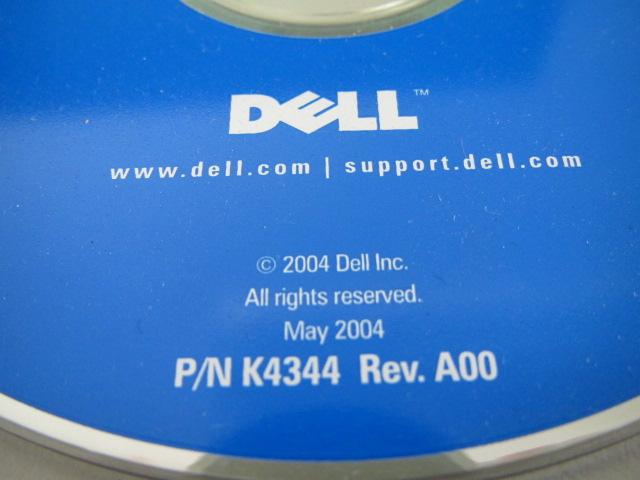 DELL™
www.dell.com | support.dell.com
© 2004 Dell Inc.
All rights reserved.
May 2004
P/N K4344 Rev. A00